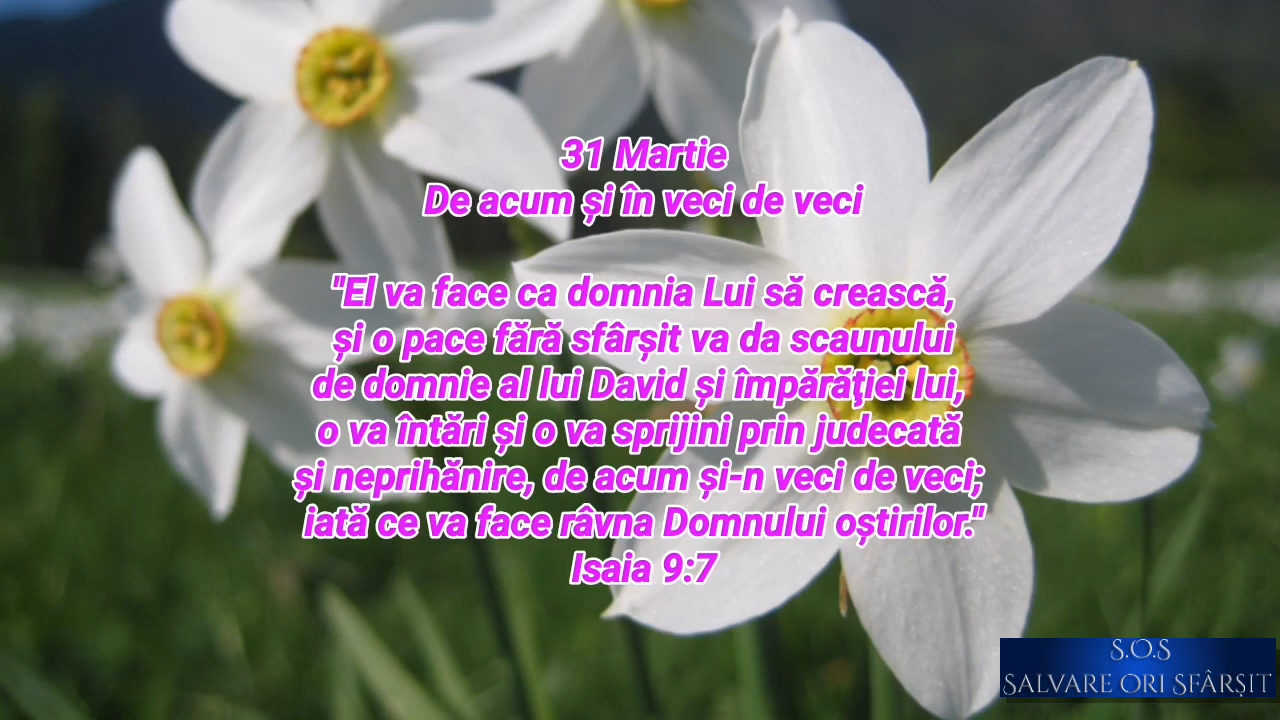 31 Martie
De acum și în veci de veci
"El va face ca domnia Lui să crească,
și o pace fără sfârșit va da scaunului
de domnie al lui David și împărăţiei lui,
o va întări și o va sprijini prin judecată
și neprihănire, de acum și-n veci de veci;
iată ce va face râvna Domnului oștirilor."
Isaia 9:7
S.O.S
SALVARE ORI SFÂRȘIT